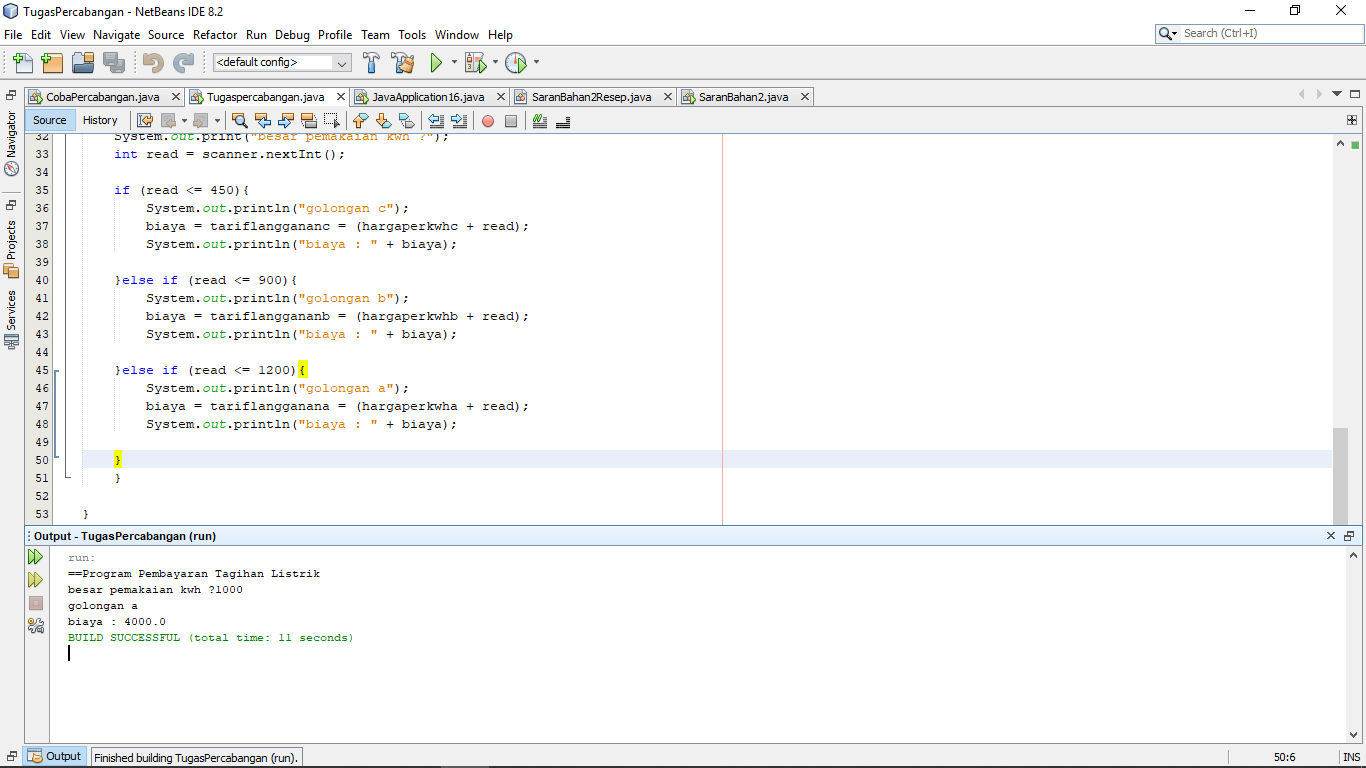 TugasPercabangan - NetBeans IDE 8.2
File Edit View Navigate Source Refactor Run Debug Profile Team Tools Window Help
Search (Ctrl+I)
<default config>
CobaPercabangan.java Tugaspercabangan.java JavaApplication16.java SaranBahan2Resep.java SaranBahan2.java
Source History
Navigator
Projects
Services
32 System.out.print("besar pemakaian kwh ?");
33 int read = scanner.nextInt();
34
35 if (read <= 450){
36 System.out.println("golongan c");
37 biaya = tariflanggananc = (hargaperkwhc + read);
38 System.out.println("biaya : " + biaya);
39
40 }else if (read <= 900){
41 System.out.println("golongan b");
42 biaya = tariflanggananb = (hargaperkwhb + read);
43 System.out.println("biaya : " + biaya);
44
45 }else if (read <= 1200){
46 System.out.println("golongan a");
47 biaya = tariflangganana = (hargaperkwha + read);
48 System.out.println("biaya : " + biaya);
49
50 }
51 }
52
53 }
Output - TugasPercabangan (run)
run:
==Program Pembayaran Tagihan Listrik
besar pemakaian kwh ?1000
golongan a
biaya : 4000.0
BUILD SUCCESSFUL (total time: 11 seconds)
Output Finished building TugasPercabangan (run). 50:6 INS